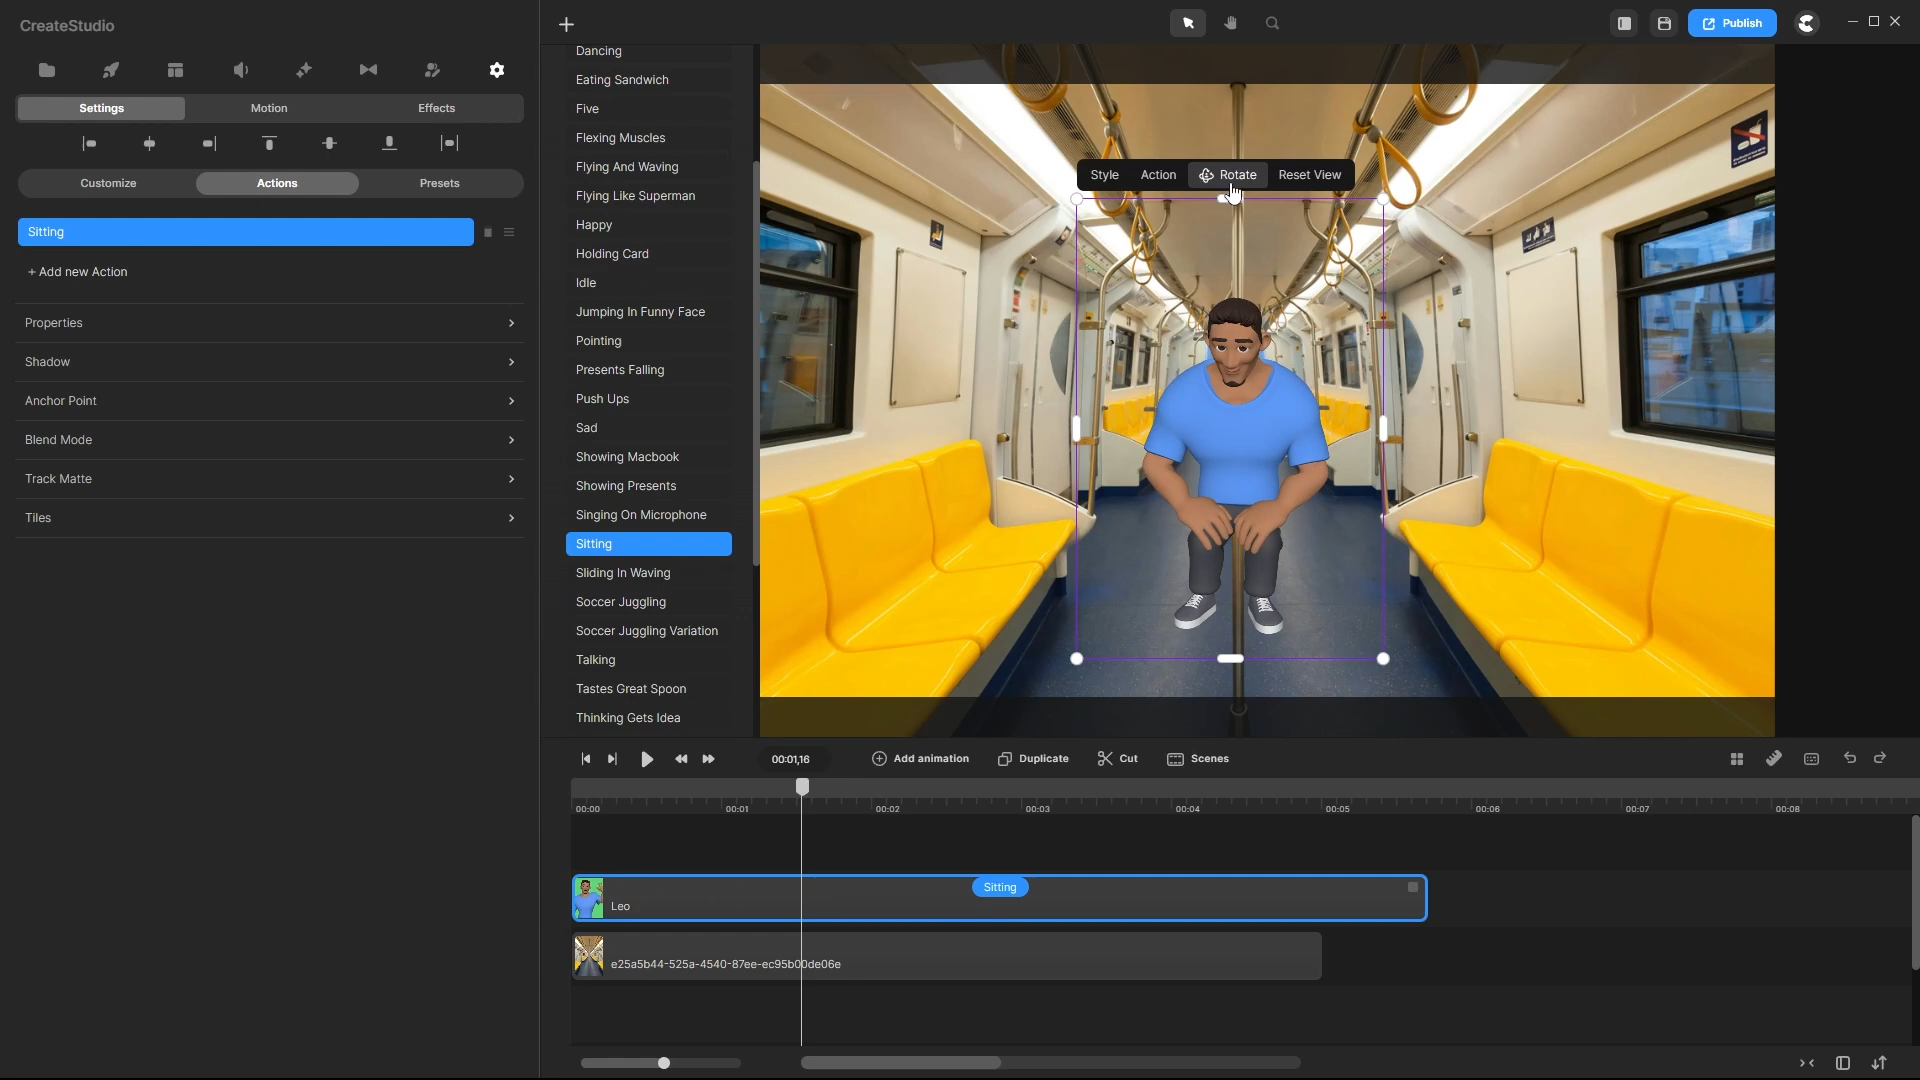 CreateStudio
Publish
Settings
Motion
Effects
Customize
Actions
Presets
Sitting
+ Add new Action
Properties
Shadow
Anchor Point
Blend Mode
Track Matte
Tiles
Dancing
Eating Sandwich
Five
Flexing Muscles
Flying And Waving
Flying Like Superman
Happy
Holding Card
Idle
Jumping In Funny Face
Pointing
Presents Falling
Push Ups
Sad
Showing Macbook
Showing Presents
Singing On Microphone
Sitting
Sliding In Waving
Soccer Juggling
Soccer Juggling Variation
Talking
Tastes Great Spoon
Thinking Gets Idea
Style
Action
Rotate
Reset View
00:01,16
Add animation
Duplicate
Cut
Scenes
00:00
00:01
00:02
00:03
00:04
00:05
00:06
00:07
00:08
Sitting
Leo
e25a5b44-525a-4540-87ee-ec95b00de06e